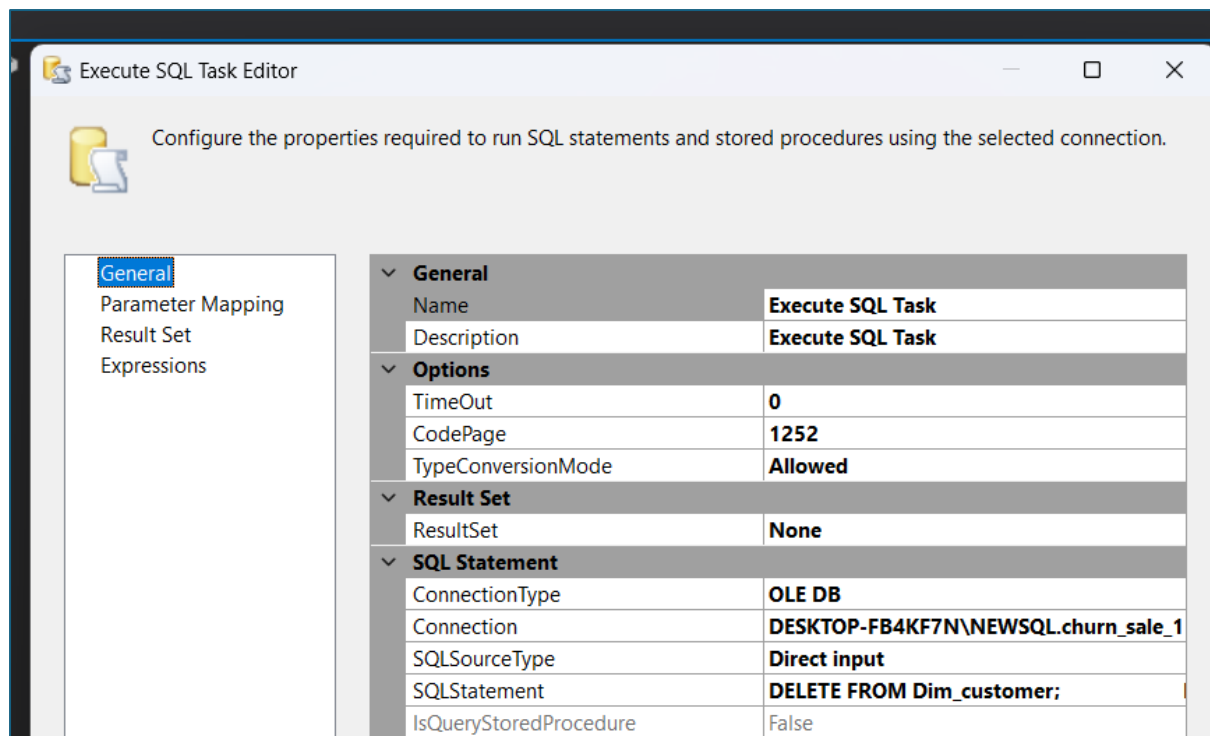 Execute SQL Task Editor
Configure the properties required to run SQL statements and stored procedures using the selected connection.
General
Parameter Mapping
Result Set
Expressions
General
Name Execute SQL Task
Description Execute SQL Task
Options
TimeOut 0
CodePage 1252
TypeConversionMode Allowed
Result Set
ResultSet None
SQL Statement
ConnectionType OLE DB
Connection DESKTOP-FB4KF7N\NEWSQL.churn_sale_1
SQLSourceType Direct input
SQLStatement DELETE FROM Dim_customer;
IsQueryStoredProcedure False